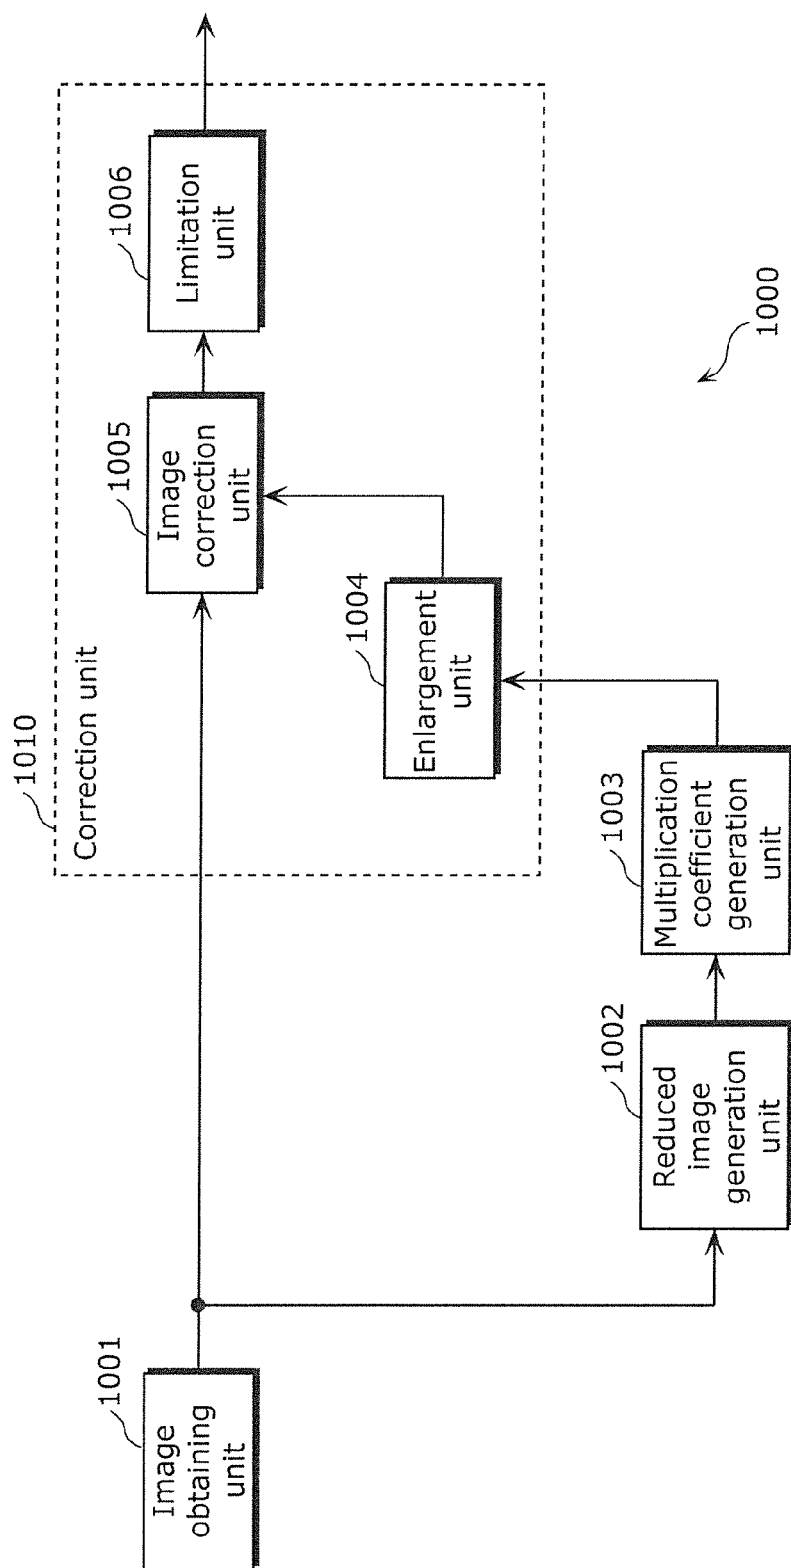 1010
Correction unit
1001
Image
obtaining
unit
1005
Image
correction
unit
1006
Limitation
unit
1004
Enlargement
unit
1002
Reduced
image
generation
unit
1003
Multiplication
coefficient
generation
unit
1000